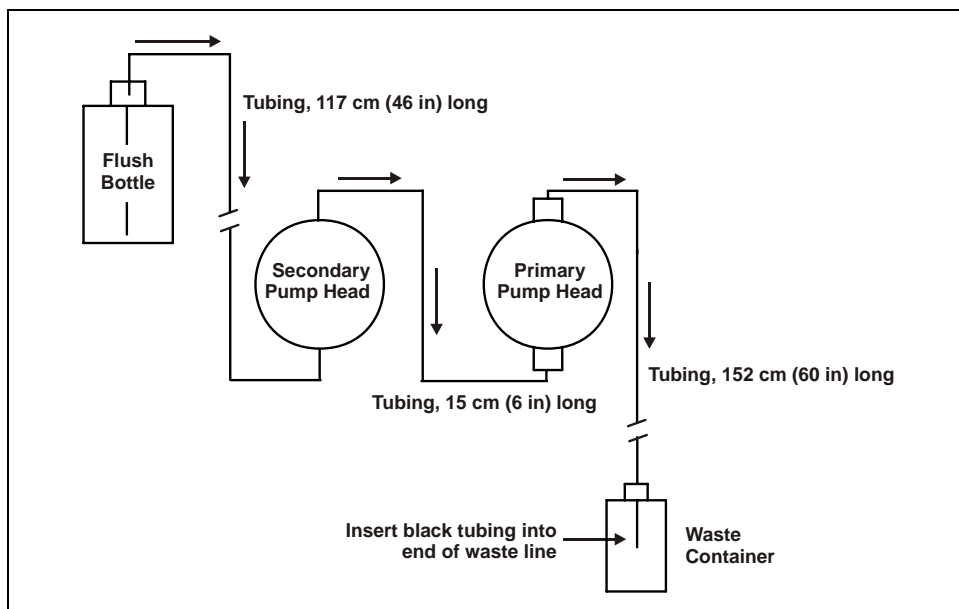 Tubing, 117 cm (46 in) long
Flush
Bottle
Secondary
Pump Head
Primary
Pump Head
Tubing, 152 cm (60 in) long
Tubing, 15 cm (6 in) long
Insert black tubing into
end of waste line
Waste
Container